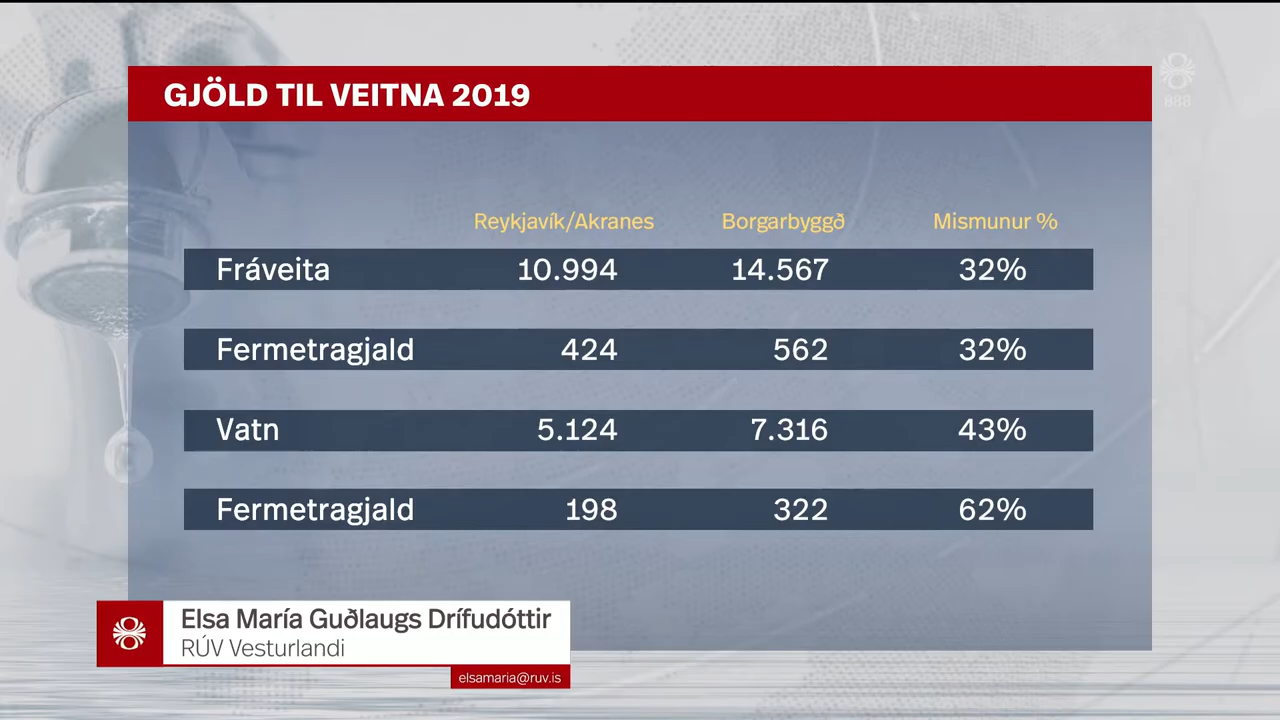 GJÖLD TIL VEITNA 2019
888
Reykjavík/Akranes Borgarbyggð Mismunur %
Fráveita 10.994 14.567 32%
Fermetragjald 424 562 32%
Vatn 5.124 7.316 43%
Fermetragjald 198 322 62%
Elsa María Guðlaugs Drífudóttir
RÚV Vesturlandi
elsamaria@ruv.is